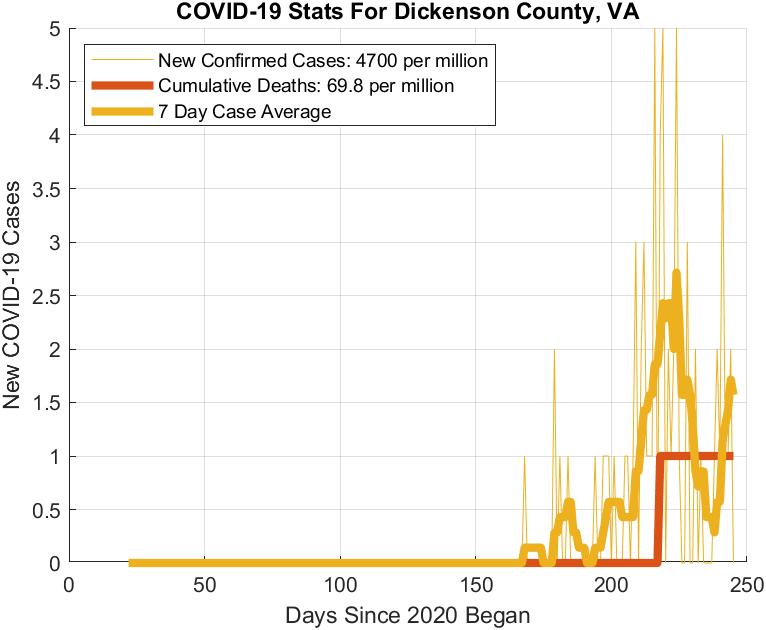 COVID-19 Stats For Dickenson County, VA
New Confirmed Cases: 4700 per million
Cumulative Deaths: 69.8 per million
7 Day Case Average
New COVID-19 Cases
5
4.5
4
3.5
3
2.5
2
1.5
1
0.5
0
0 50 100 150 200 250
Days Since 2020 Began